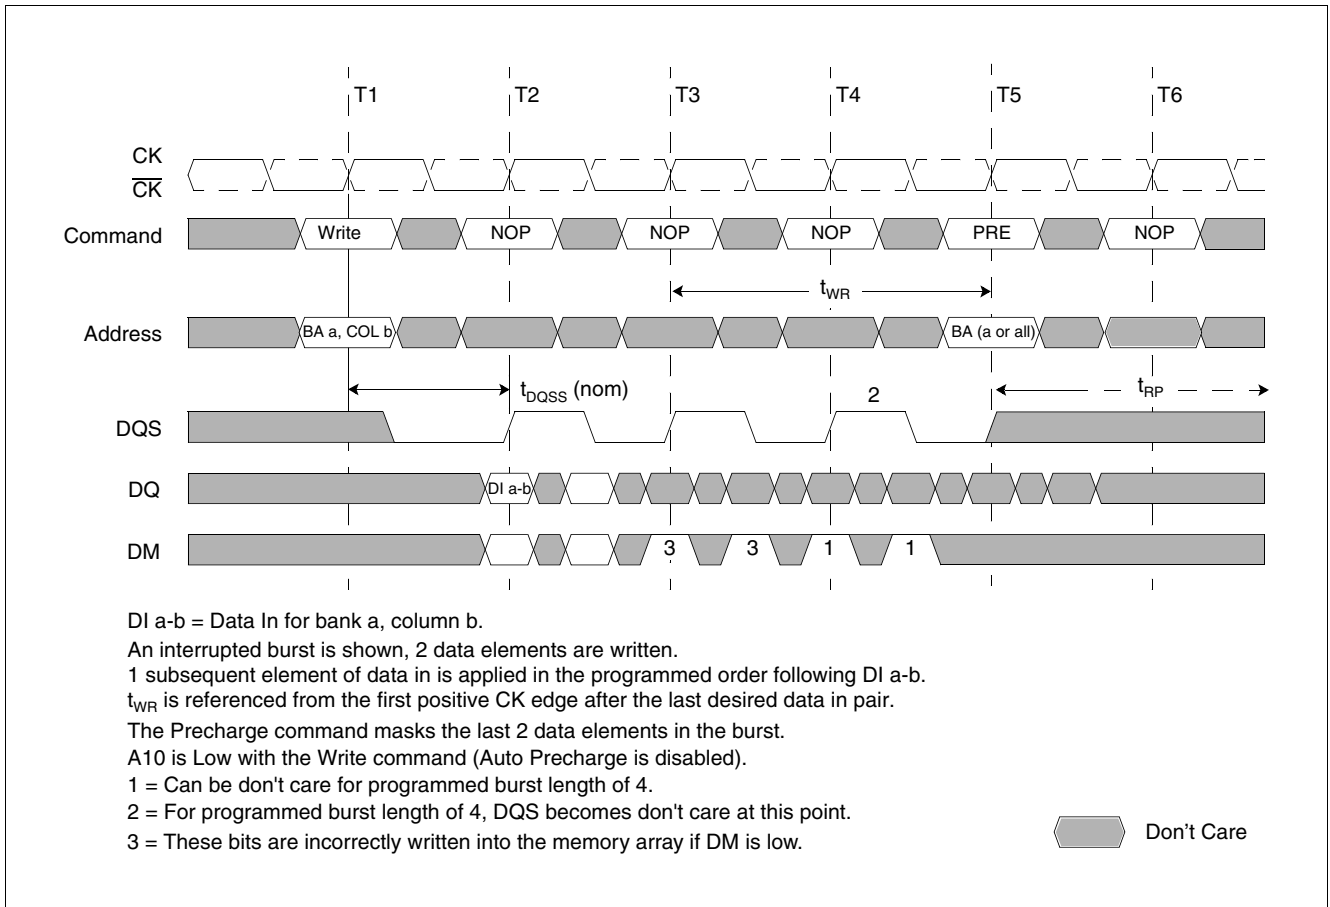 T1 T2 T3 T4 T5 T6
CK
C̅K̅
Command Write NOP NOP NOP PRE NOP
tWR
Address BA a, COL b BA (a or all)
tDQSS (nom) 2 tRP
DQS
DQ DI a-b
DM 3 3 1 1
DI a-b = Data In for bank a, column b.
An interrupted burst is shown, 2 data elements are written.
1 subsequent element of data in is applied in the programmed order following DI a-b.
tWR is referenced from the first positive CK edge after the last desired data in pair.
The Precharge command masks the last 2 data elements in the burst.
A10 is Low with the Write command (Auto Precharge is disabled).
1 = Can be don't care for programmed burst length of 4.
2 = For programmed burst length of 4, DQS becomes don't care at this point.
3 = These bits are incorrectly written into the memory array if DM is low.
Don't Care